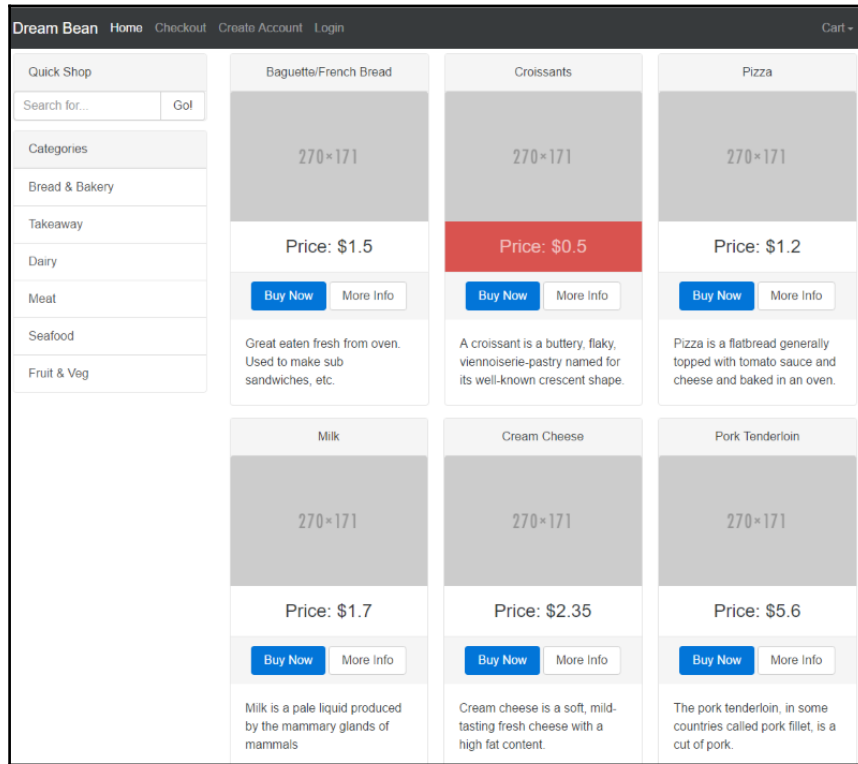 Dream Bean Home Checkout Create Account Login Cart
Quick Shop
Search for... Go!
Categories
Bread & Bakery
Takeaway
Dairy
Meat
Seafood
Fruit & Veg
Baguette/French Bread
270×171
Price: $1.5
Buy Now More Info
Great eaten fresh from oven.
Used to make sub
sandwiches, etc.
Croissants
270×171
Price: $0.5
Buy Now More Info
A croissant is a buttery, flaky,
viennoiserie-pastry named for
its well-known crescent shape.
Pizza
270×171
Price: $1.2
Buy Now More Info
Pizza is a flatbread generally
topped with tomato sauce and
cheese and baked in an oven.
Milk
270×171
Price: $1.7
Buy Now More Info
Milk is a pale liquid produced
by the mammary glands of
mammals
Cream Cheese
270×171
Price: $2.35
Buy Now More Info
Cream cheese is a soft, mild-
tasting fresh cheese with a
high fat content.
Pork Tenderloin
270×171
Price: $5.6
Buy Now More Info
The pork tenderloin, in some
countries called pork fillet, is a
cut of pork.